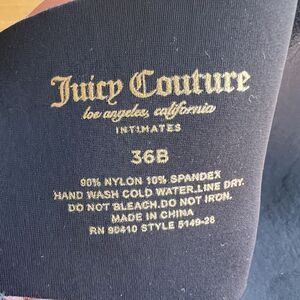 Juicy Couture
los angeles, california
INTIMATES
36B
90% NYLON 10% SPANDEX
HAND WASH COLD WATER.LINE DRY.
DO NOT BLEACH.DO NOT IRON.
MADE IN CHINA
RN 90410 STYLE 5149-28